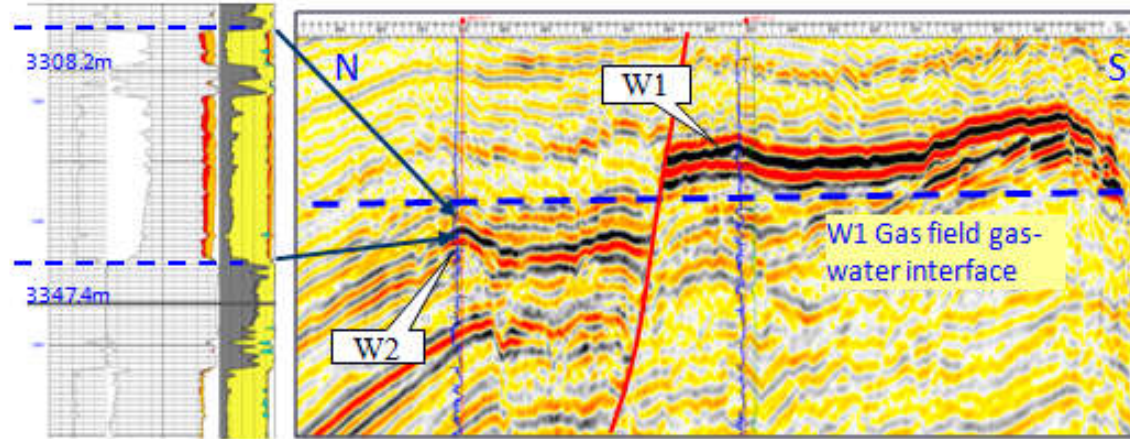 3308.2m
3347.4m
N
S
W1
W2
W1 Gas field gas-
water interface